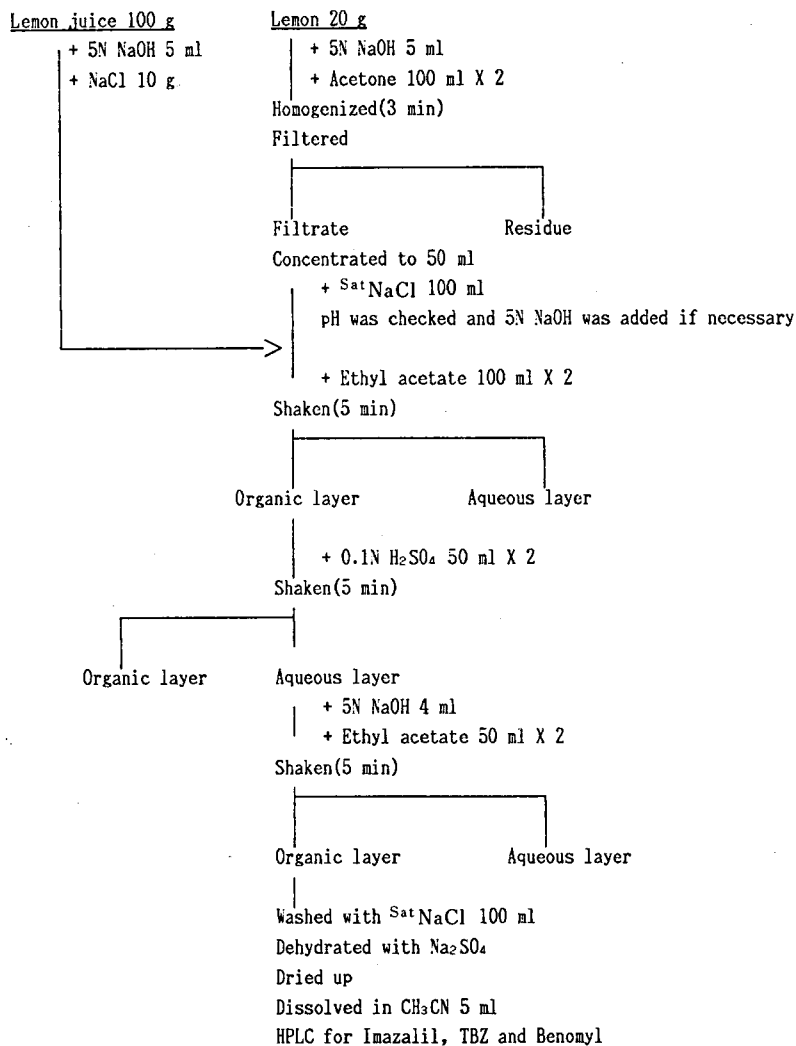 Lemon juice 100 g
+ 5N NaOH 5 ml
+ NaCl 10 g
Lemon 20 g
+ 5N NaOH 5 ml
+ Acetone 100 ml X 2
Homogenized(3 min)
Filtered
Filtrate Residue
Concentrated to 50 ml
+ Sat NaCl 100 ml
pH was checked and 5N NaOH was added if necessary
+ Ethyl acetate 100 ml X 2
Shaken(5 min)
Organic layer Aqueous layer
+ 0.1N H₂SO₄ 50 ml X 2
Shaken(5 min)
Organic layer Aqueous layer
+ 5N NaOH 4 ml
+ Ethyl acetate 50 ml X 2
Shaken(5 min)
Organic layer Aqueous layer
Washed with Sat NaCl 100 ml
Dehydrated with Na₂SO₄
Dried up
Dissolved in CH₃CN 5 ml
HPLC for Imazalil, TBZ and Benomyl